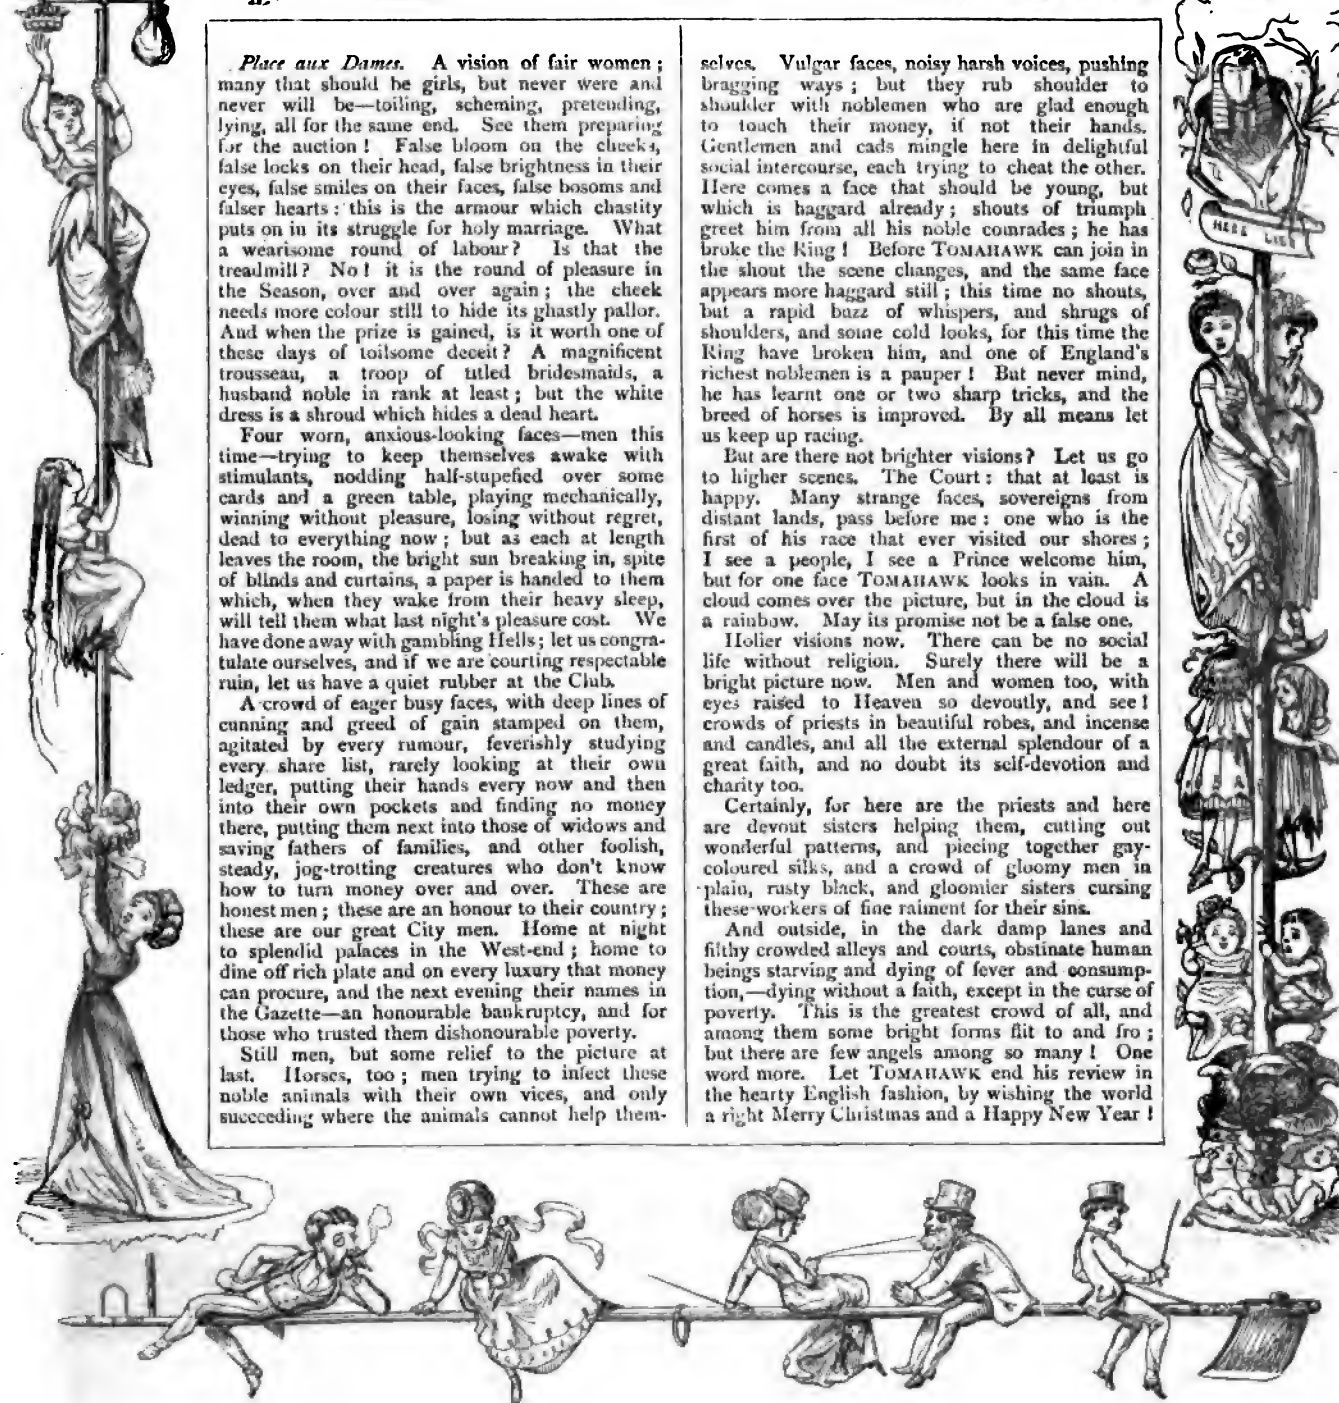 Place aux Dames. A vision of fair women ;
many that should be girls, but never were and
never will be—toiling, scheming, pretending,
lying, all for the same end. See them preparing
for the auction ! False bloom on the cheeks,
false locks on their head, false brightness in their
eyes, false smiles on their faces, false bosoms and
falser hearts : this is the armour which chastity
puts on in its struggle for holy marriage. What
a wearisome round of labour ? Is that the
treadmill ? No ! it is the round of pleasure in
the Season, over and over again ; the cheek
needs more colour still to hide its ghastly pallor.
And when the prize is gained, is it worth one of
these days of toilsome deceit ? A magnificent
trousseau, a troop of titled bridesmaids, a
husband noble in rank at least ; but the white
dress is a shroud which hides a dead heart.
Four worn, anxious-looking faces—men this
time—trying to keep themselves awake with
stimulants, nodding half-stupefied over some
cards and a green table, playing mechanically,
winning without pleasure, losing without regret,
dead to everything now ; but as each at length
leaves the room, the bright sun breaking in, spite
of blinds and curtains, a paper is handed to them
which, when they wake from their heavy sleep,
will tell them what last night's pleasure cost. We
have done away with gambling Hells ; let us congra-
tulate ourselves, and if we are courting respectable
ruin, let us have a quiet rubber at the Club.
A crowd of eager busy faces, with deep lines of
cunning and greed of gain stamped on them,
agitated by every rumour, feverishly studying
every share list, rarely looking at their own
ledger, putting their hands every now and then
into their own pockets and finding no money
there, putting them next into those of widows and
saving fathers of families, and other foolish,
steady, jog-trotting creatures who don't know
how to turn money over and over. These are
honest men ; these are an honour to their country ;
these are our great City men. Home at night
to splendid palaces in the West-end ; home to
dine off rich plate and on every luxury that money
can procure, and the next evening their names in
the Gazette—an honourable bankruptcy, and for
those who trusted them dishonourable poverty.
Still men, but some relief to the picture at
last. Horses, too ; men trying to infect these
noble animals with their own vices, and only
succeeding where the animals cannot help them-
selves. Vulgar faces, noisy harsh voices, pushing
bragging ways ; but they rub shoulder to
shoulder with noblemen who are glad enough
to touch their money, if not their hands.
Gentlemen and cads mingle here in delightful
social intercourse, each trying to cheat the other.
Here comes a face that should be young, but
which is haggard already ; shouts of triumph
greet him from all his noble comrades ; he has
broke the Ring ! Before TOMAHAWK can join in
the shout the scene changes, and the same face
appears more haggard still ; this time no shouts,
but a rapid buzz of whispers, and shrugs of
shoulders, and some cold looks, for this time the
Ring have broken him, and one of England's
richest noblemen is a pauper ! But never mind,
he has learnt one or two sharp tricks, and the
breed of horses is improved. By all means let
us keep up racing.
But are there not brighter visions ? Let us go
to higher scenes. The Court : that at least is
happy. Many strange faces, sovereigns from
distant lands, pass before me : one who is the
first of his race that ever visited our shores ;
I see a people, I see a Prince welcome him,
but for one face TOMAHAWK looks in vain. A
cloud comes over the picture, but in the cloud is
a rainbow. May its promise not be a false one.
Holier visions now. There can be no social
life without religion. Surely there will be a
bright picture now. Men and women too, with
eyes raised to Heaven so devoutly, and see !
crowds of priests in beautiful robes, and incense
and candles, and all the external splendour of a
great faith, and no doubt its self-devotion and
charity too.
Certainly, for here are the priests and here
are devout sisters helping them, cutting out
wonderful patterns, and piecing together gay-
coloured silks, and a crowd of gloomy men in
plain, rusty black, and gloomier sisters cursing
these workers of fine raiment for their sins.
And outside, in the dark damp lanes and
filthy crowded alleys and courts, obstinate human
beings starving and dying of fever and consump-
tion,—dying without a faith, except in the curse of
poverty. This is the greatest crowd of all, and
among them some bright forms flit to and fro ;
but there are few angels among so many ! One
word more. Let TOMAHAWK end his review in
the hearty English fashion, by wishing the world
a right Merry Christmas and a Happy New Year !
HERE LIES